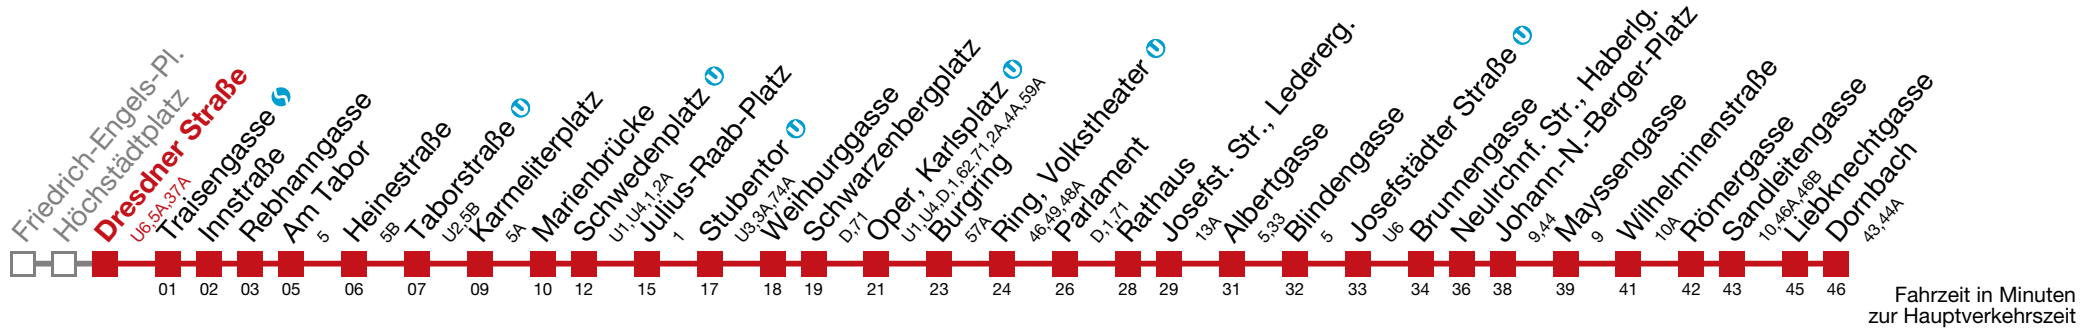 Friedrich-Engels-Pl.
Höchstädtplatz
Dresdner Straße
U6,5A,37A
Traisengasse
01
Innstraße
02
Rebhanngasse
03
Am Tabor
05
5
Heinestraße
06
5B
Taborstraße
07
U2,5B
Karmeliterplatz
09
5A
Marienbrücke
10
Schwedenplatz
12
U1,U4,1,2A
Julius-Raab-Platz
15
1
Stubentor
17
U3,3A,74A
Weihburggasse
18
Schwarzenbergplatz
19
D,71
Oper, Karlsplatz
21
U1,U4,D,1,62,71,2A,4A,59A
Burgring
23
57A
Ring, Volkstheater
24
46,49,48A
Parlament
26
D,1,71
Rathaus
28
Josefst. Str., Ledererg.
29
13A
Albertgasse
31
5,33
Blindengasse
32
5
Josefstädter Straße
33
U6
Brunnengasse
34
Neulrchnf. Str., Haberlg.
36
Johann-N.-Berger-Platz
38
9,44
Mayssengasse
39
9
Wilhelminenstraße
41
10A
Römergasse
42
Sandleitengasse
43
10,46A,46B
Liebknechtgasse
45
Dornbach
46
43,44A
Fahrzeit in Minuten
zur Hauptverkehrszeit